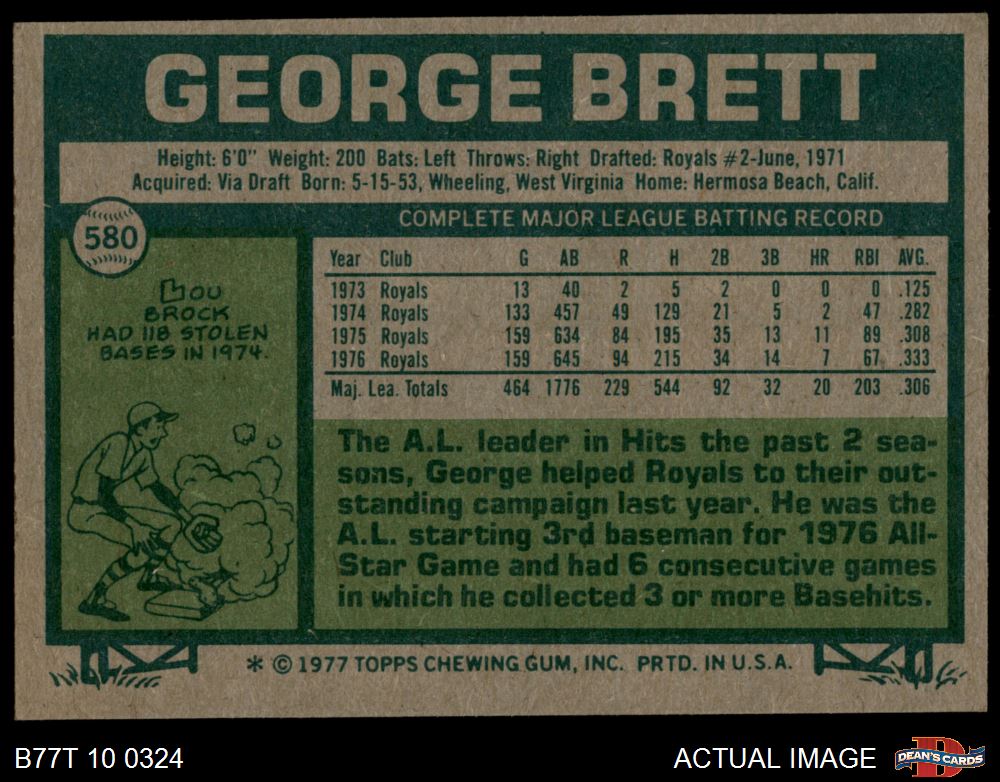 GEORGE BRETT
Height: 6'0" Weight: 200 Bats: Left Throws: Right Drafted: Royals #2-June, 1971
Acquired: Via Draft Born: 5-15-53, Wheeling, West Virginia Home: Hermosa Beach, Calif.
580
LOU
BROCK
HAD 118 STOLEN
BASES IN 1974.
COMPLETE MAJOR LEAGUE BATTING RECORD
Year Club G AB R H 2B 3B HR RBI AVG.
1973 Royals 13 40 2 5 2 0 0 0 .125
1974 Royals 133 457 49 129 21 5 2 47 .282
1975 Royals 159 634 84 195 35 13 11 89 .308
1976 Royals 159 645 94 215 34 14 7 67 .333
Maj. Lea. Totals 464 1776 229 544 92 32 20 203 .306
The A.L. leader in Hits the past 2 sea-
sons, George helped Royals to their out-
standing campaign last year. He was the
A.L. starting 3rd baseman for 1976 All-
Star Game and had 6 consecutive games
in which he collected 3 or more Basehits.
* © 1977 TOPPS CHEWING GUM, INC. PRTD. IN U.S.A.
B77T 10 0324
ACTUAL IMAGE
D
DEAN'S CARDS